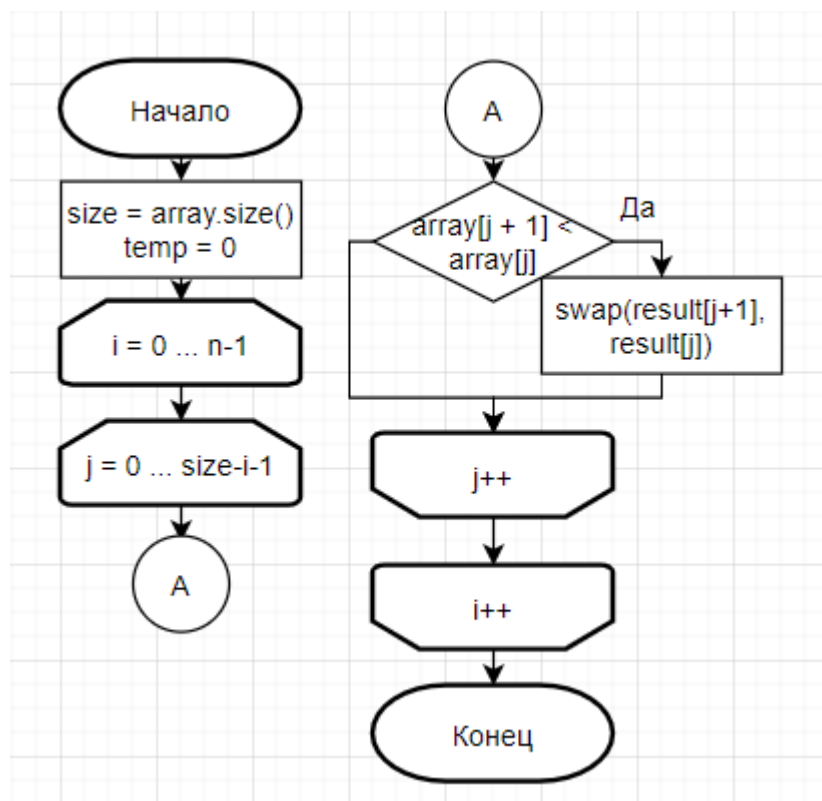 Начало
size = array.size()
temp = 0
i = 0 ... n-1
j = 0 ... size-i-1
A
A
array[j + 1] <
array[j]
Да
swap(result[j+1],
result[j])
j++
i++
Конец